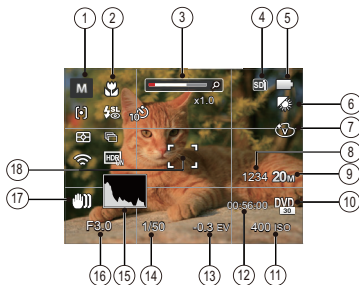 1 2 3 4 5
M SD
SL 10 x1.0
6
7
V
8
HDR
18 1234 20M 9
17 00:56:00 DVD 30 10
F3.0 1/50 -0.3 EV 400 ISO
16 15 14 13 12 11